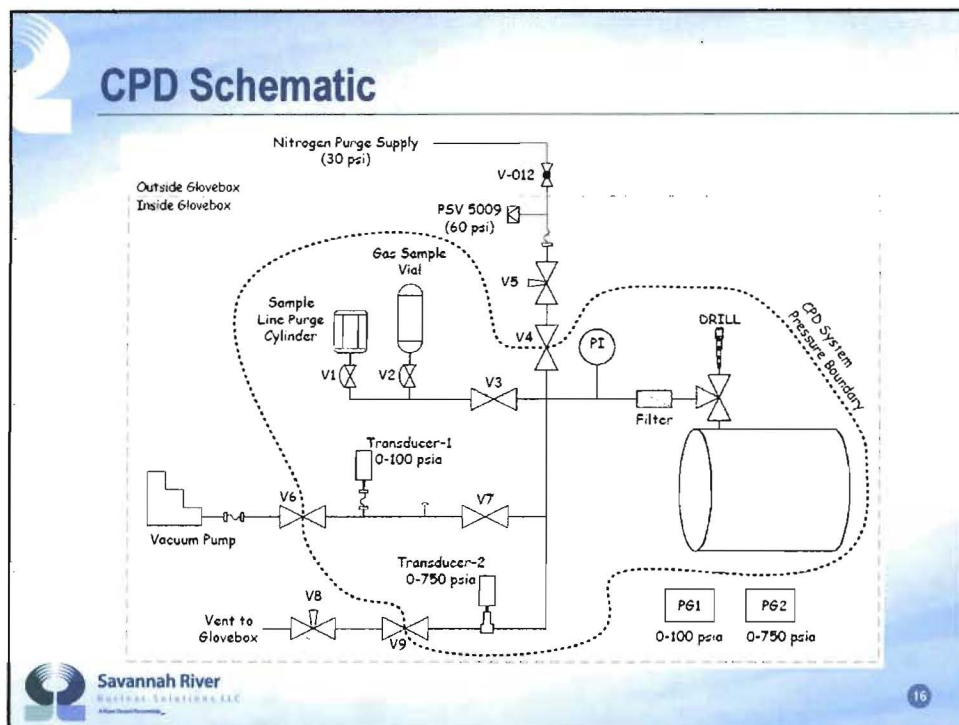 CPD Schematic
Nitrogen Purge Supply
(30 psi)
V-012
Outside Glovebox
Inside Glovebox
PSV 5009
(60 psi)
Gas Sample
Vial
V5
Sample
Line Purge
Cylinder
V4
PI
DRILL
CPD System
Pressure Boundary
V1
V2
V3
Filter
Transducer-1
0-100 psia
V6
V7
Vacuum Pump
Transducer-2
0-750 psia
V8
Vent to
Glovebox
V9
PG1
PG2
0-100 psia
0-750 psia
Savannah River
Nuclear Solutions LLC
16